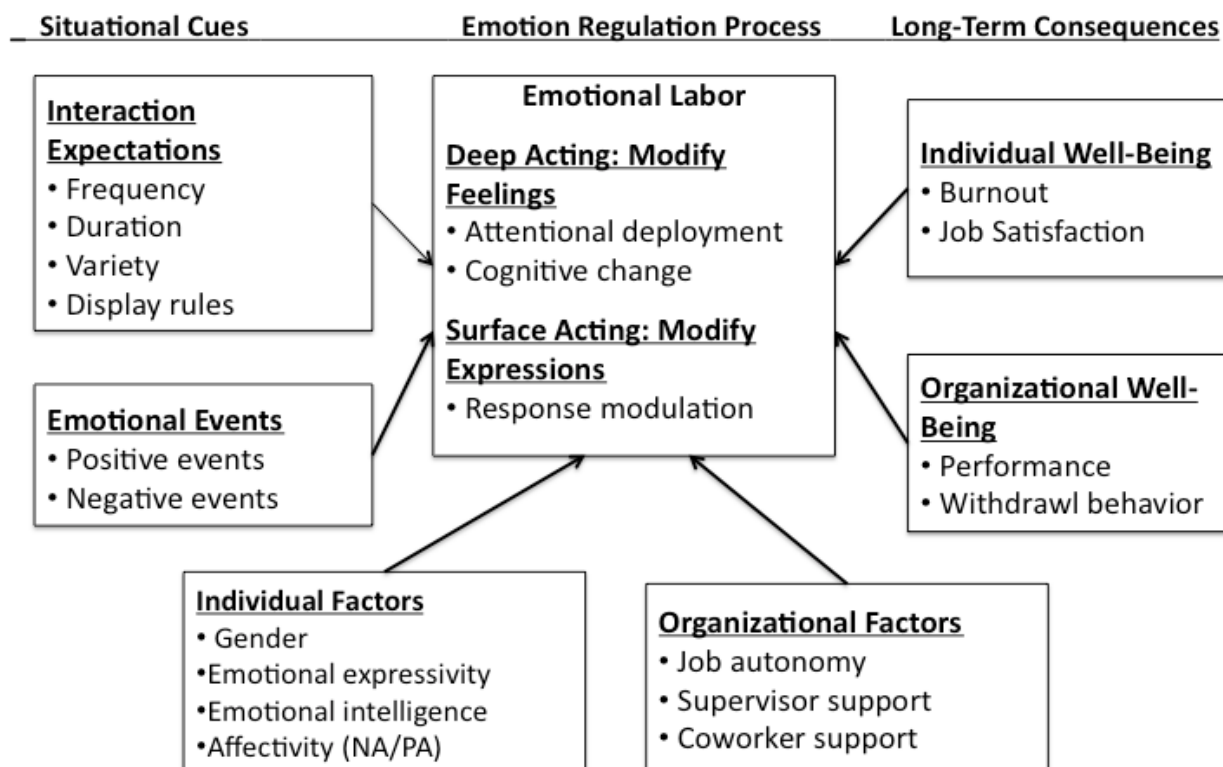 Situational Cues
Emotion Regulation Process
Long-Term Consequences
Interaction
Expectations
• Frequency
• Duration
• Variety
• Display rules
Emotional Events
• Positive events
• Negative events
Emotional Labor
Deep Acting: Modify
Feelings
• Attentional deployment
• Cognitive change
Surface Acting: Modify
Expressions
• Response modulation
Individual Well-Being
• Burnout
• Job Satisfaction
Organizational Well-
Being
• Performance
• Withdrawl behavior
Individual Factors
• Gender
•Emotional expressivity
•Emotional intelligence
•Affectivity (NA/PA)
Organizational Factors
• Job autonomy
• Supervisor support
• Coworker support